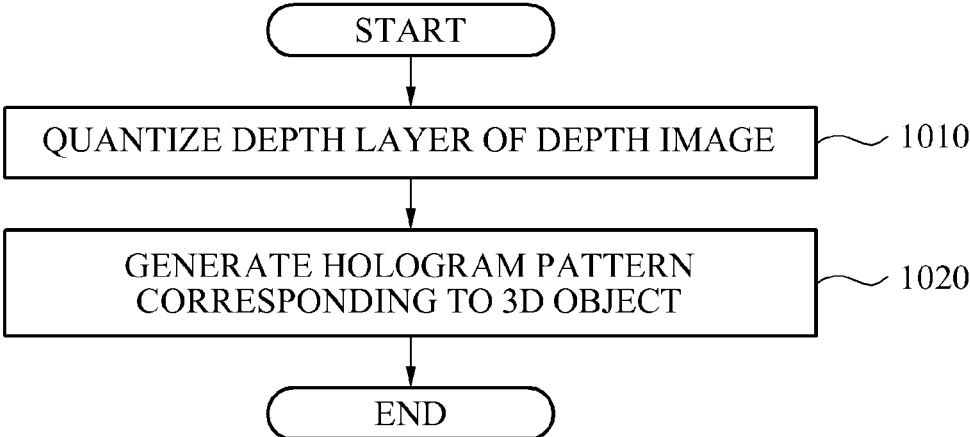 START
QUANTIZE DEPTH LAYER OF DEPTH IMAGE
1010
GENERATE HOLOGRAM PATTERN
CORRESPONDING TO 3D OBJECT
1020
END